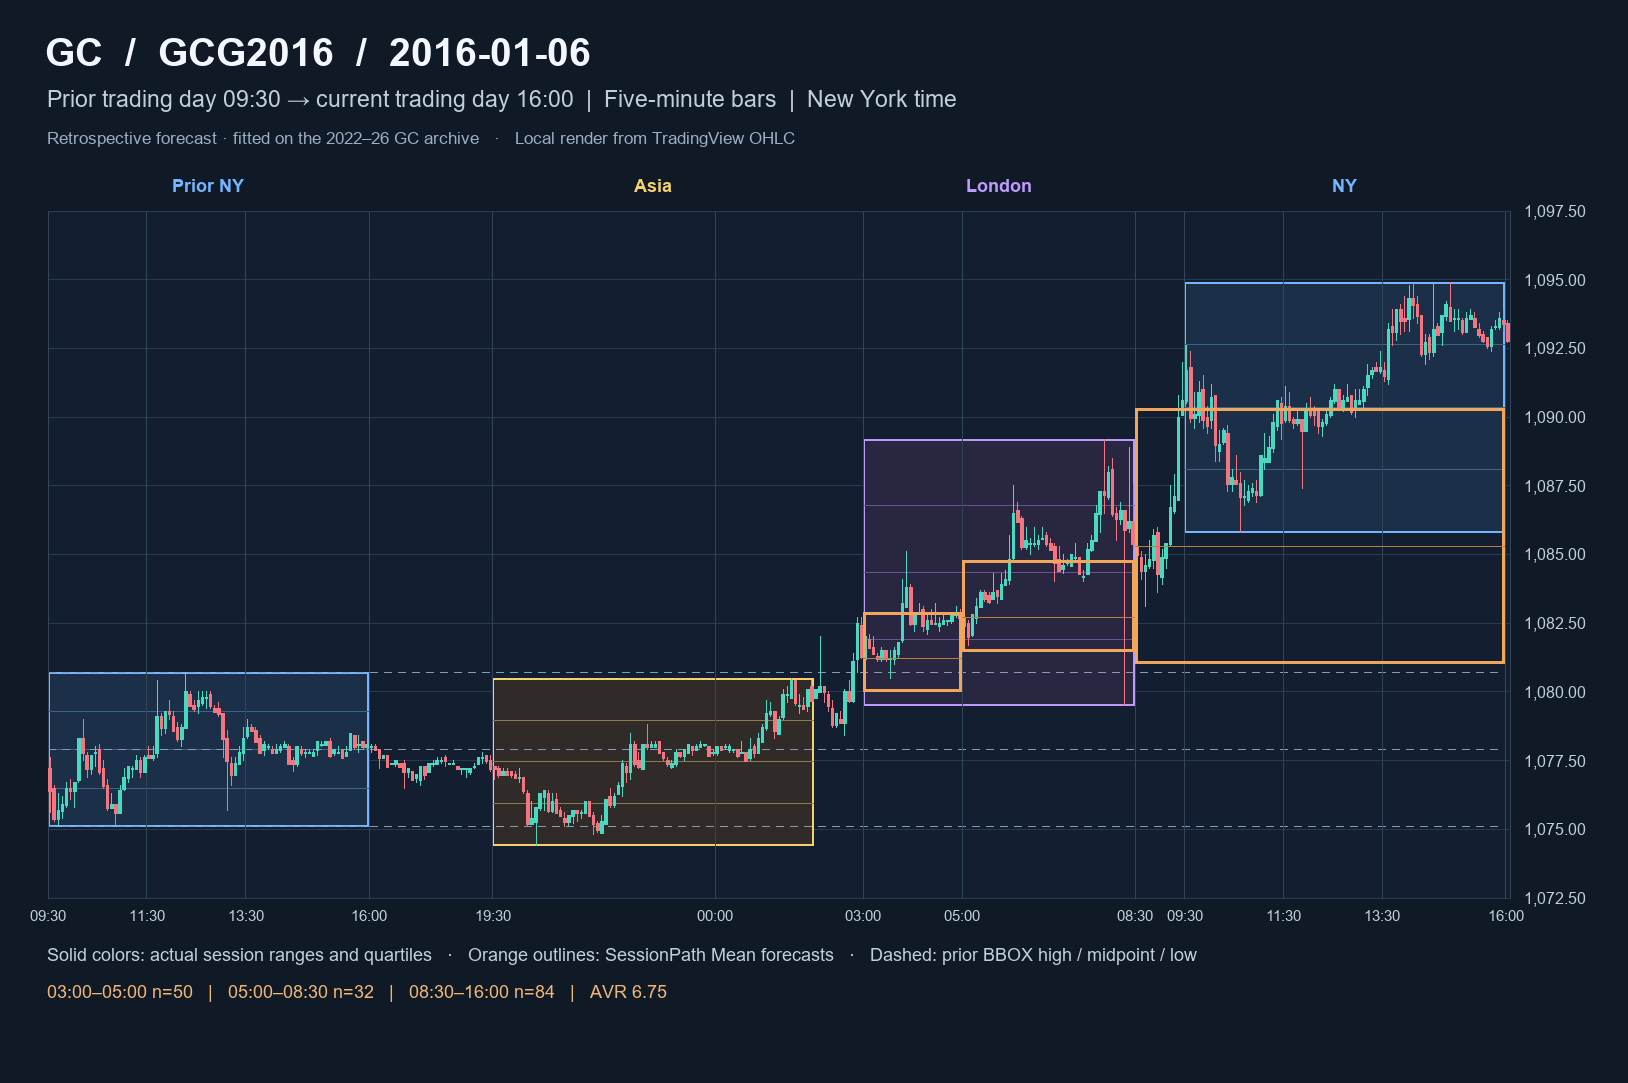 GC / GCG2016 / 2016-01-06
Prior trading day 09:30 → current trading day 16:00 | Five-minute bars | New York time
Retrospective forecast · fitted on the 2022–26 GC archive · Local render from TradingView OHLC
Prior NY Asia London NY
1,097.50
1,095.00
1,092.50
1,090.00
1,087.50
1,085.00
1,082.50
1,080.00
1,077.50
1,075.00
1,072.50
09:30 11:30 13:30 16:00 19:30 00:00 03:00 05:00 08:30 09:30 11:30 13:30 16:00
Solid colors: actual session ranges and quartiles · Orange outlines: SessionPath Mean forecasts · Dashed: prior BBOX high / midpoint / low
03:00–05:00 n=50 | 05:00–08:30 n=32 | 08:30–16:00 n=84 | AVR 6.75